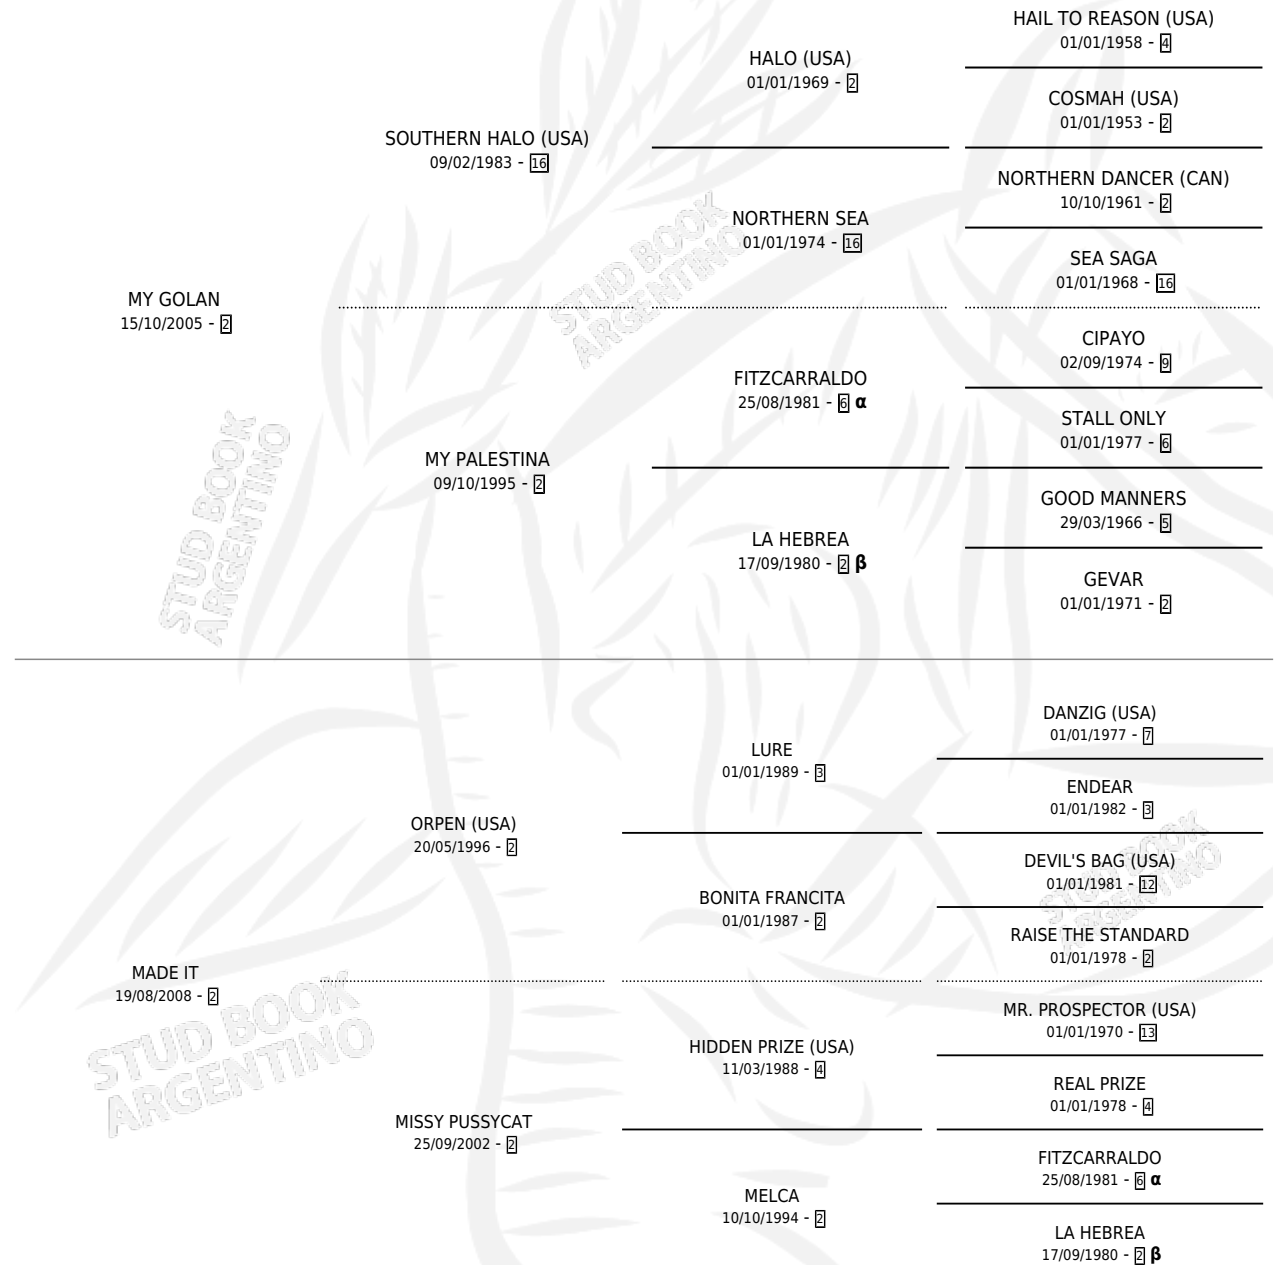 HAIL TO REASON (USA)
01/01/1958 - 4
HALO (USA)
01/01/1969 - 2
COSMAH (USA)
01/01/1953 - 2
SOUTHERN HALO (USA)
09/02/1983 - 16
NORTHERN DANCER (CAN)
10/10/1961 - 2
NORTHERN SEA
01/01/1974 - 16
SEA SAGA
01/01/1968 - 16
MY GOLAN
15/10/2005 - 2
CIPAYO
02/09/1974 - 9
FITZCARRALDO
25/08/1981 - 6 α
STALL ONLY
01/01/1977 - 6
MY PALESTINA
09/10/1995 - 2
GOOD MANNERS
29/03/1966 - 5
LA HEBREA
17/09/1980 - 2 β
GEVAR
01/01/1971 - 2
DANZIG (USA)
01/01/1977 - 7
LURE
01/01/1989 - 3
ENDEAR
01/01/1982 - 3
ORPEN (USA)
20/05/1996 - 2
DEVIL'S BAG (USA)
01/01/1981 - 12
BONITA FRANCITA
01/01/1987 - 2
RAISE THE STANDARD
01/01/1978 - 2
MADE IT
19/08/2008 - 2
MR. PROSPECTOR (USA)
01/01/1970 - 13
HIDDEN PRIZE (USA)
11/03/1988 - 4
REAL PRIZE
01/01/1978 - 4
MISSY PUSSYCAT
25/09/2002 - 2
FITZCARRALDO
25/08/1981 - 6 α
MELCA
10/10/1994 - 2
LA HEBREA
17/09/1980 - 2 β
STUD BOOK
ARGENTINO
STUD BOOK
ARGENTINO
STUD BOOK
ARGENTINO
STUD BOOK
ARGENTINO